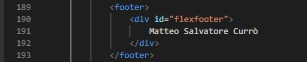 189 <footer>
190 <div id="flexfooter">
191 Matteo Salvatore Currò
192 </div>
193 </footer>